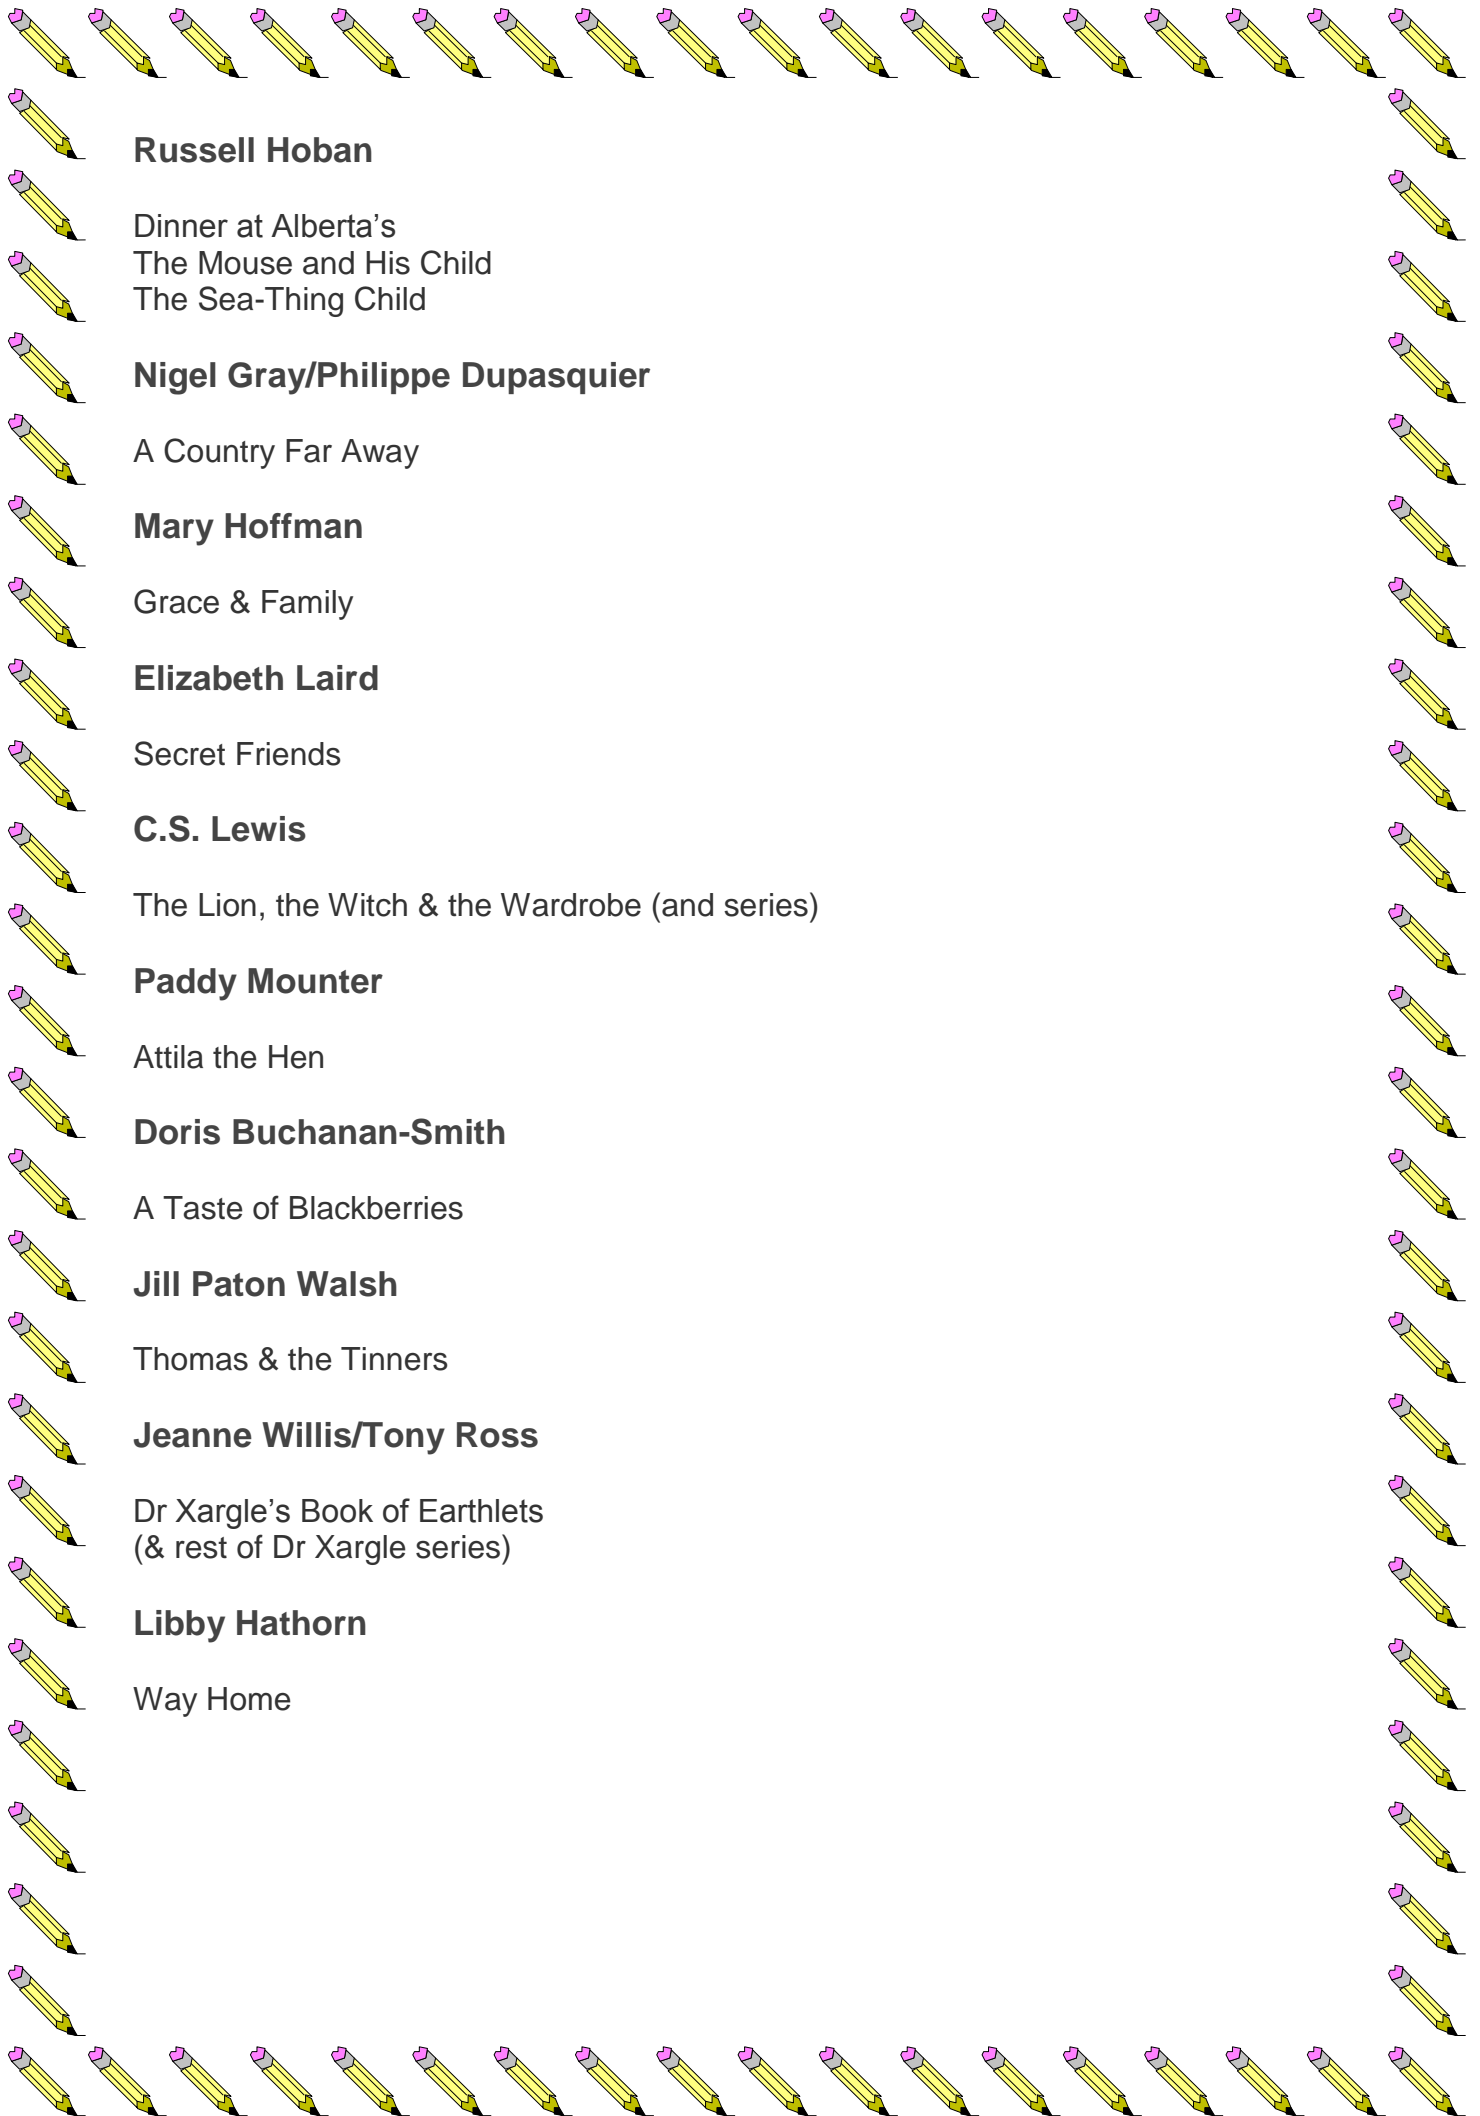 Russell Hoban
Dinner at Alberta’s
The Mouse and His Child
The Sea-Thing Child
Nigel Gray/Philippe Dupasquier
A Country Far Away
Mary Hoffman
Grace & Family
Elizabeth Laird
Secret Friends
C.S. Lewis
The Lion, the Witch & the Wardrobe (and series)
Paddy Mounter
Attila the Hen
Doris Buchanan-Smith
A Taste of Blackberries
Jill Paton Walsh
Thomas & the Tinners
Jeanne Willis/Tony Ross
Dr Xargle’s Book of Earthlets
(& rest of Dr Xargle series)
Libby Hathorn
Way Home